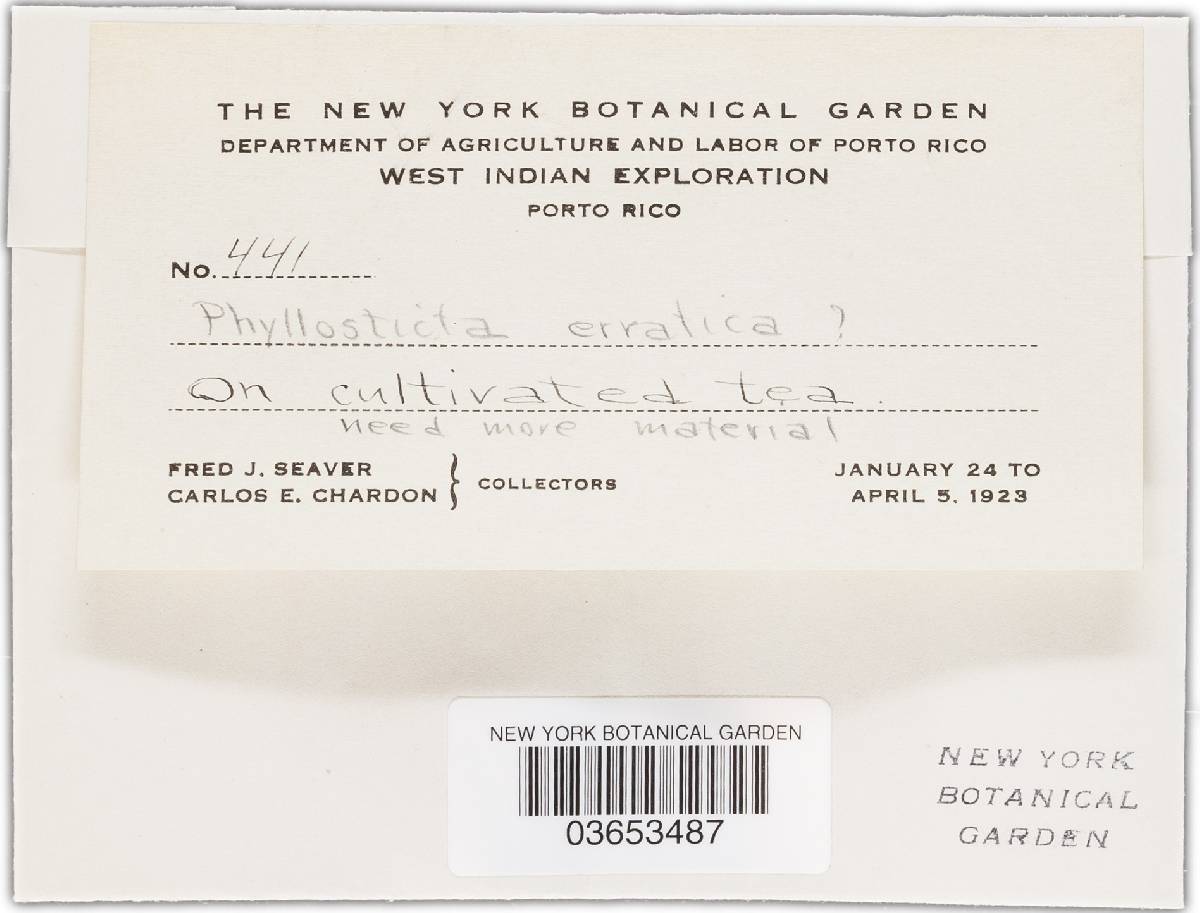 THE NEW YORK BOTANICAL GARDEN
DEPARTMENT OF AGRICULTURE AND LABOR OF PORTO RICO
WEST INDIAN EXPLORATION
PORTO RICO
No. 441
Phyllosticta erratica ?
On cultivated tea.
need more material
FRED J. SEAVER
CARLOS E. CHARDON } COLLECTORS
JANUARY 24 TO
APRIL 5, 1923
NEW YORK BOTANICAL GARDEN
03653487
NEW YORK
BOTANICAL
GARDEN